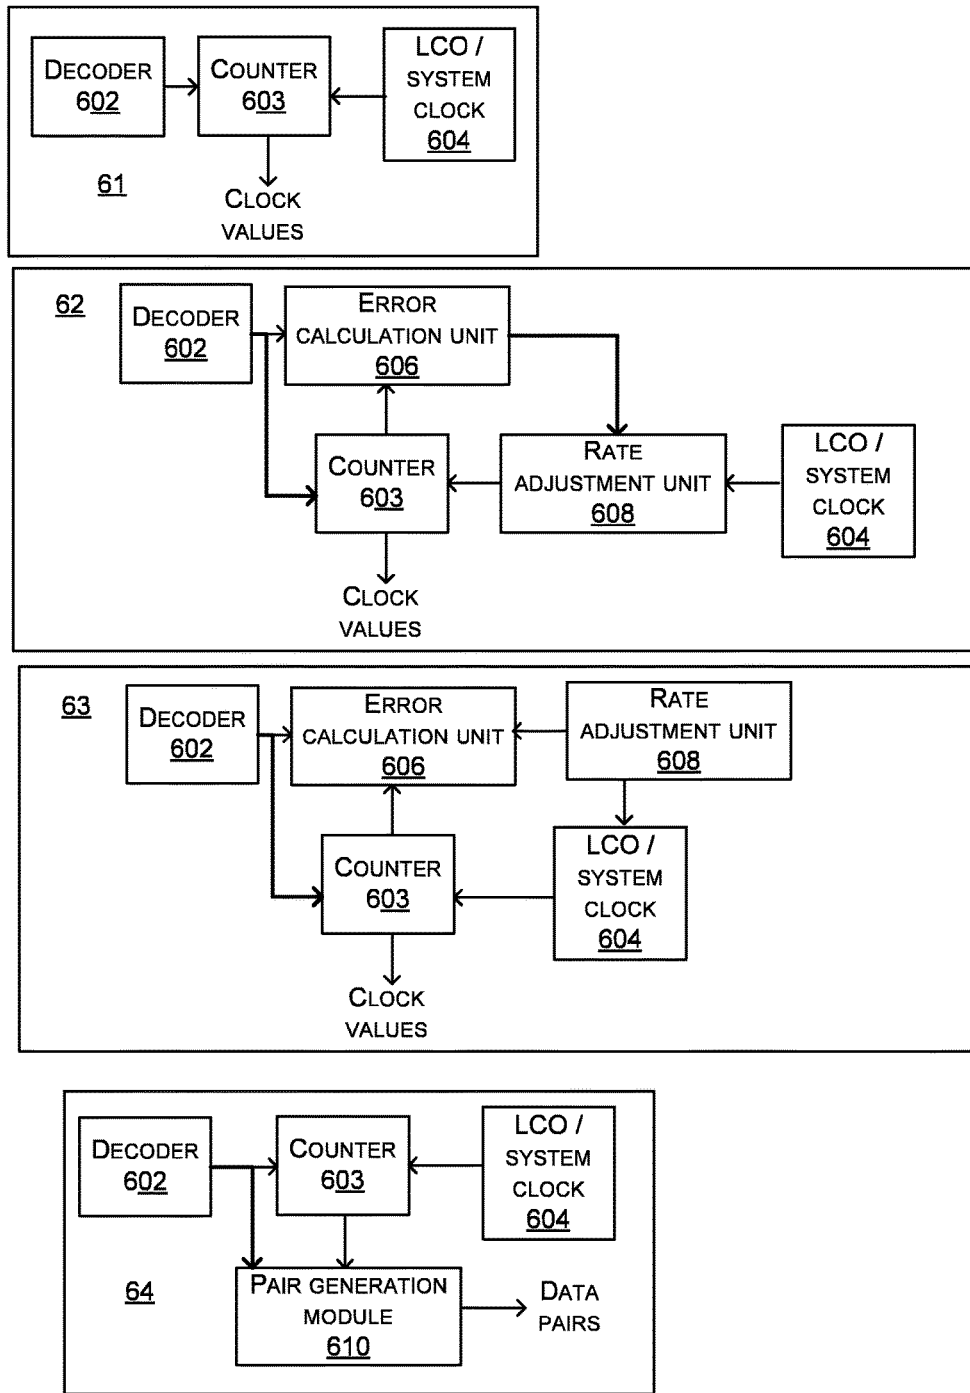 DECODER
602
COUNTER
603
LCO /
SYSTEM
CLOCK
604
61
CLOCK
VALUES
62
DECODER
602
ERROR
CALCULATION UNIT
606
COUNTER
603
RATE
ADJUSTMENT UNIT
608
LCO /
SYSTEM
CLOCK
604
CLOCK
VALUES
63
DECODER
602
ERROR
CALCULATION UNIT
606
RATE
ADJUSTMENT UNIT
608
COUNTER
603
LCO /
SYSTEM
CLOCK
604
CLOCK
VALUES
DECODER
602
COUNTER
603
LCO /
SYSTEM
CLOCK
604
64
PAIR GENERATION
MODULE
610
DATA
PAIRS